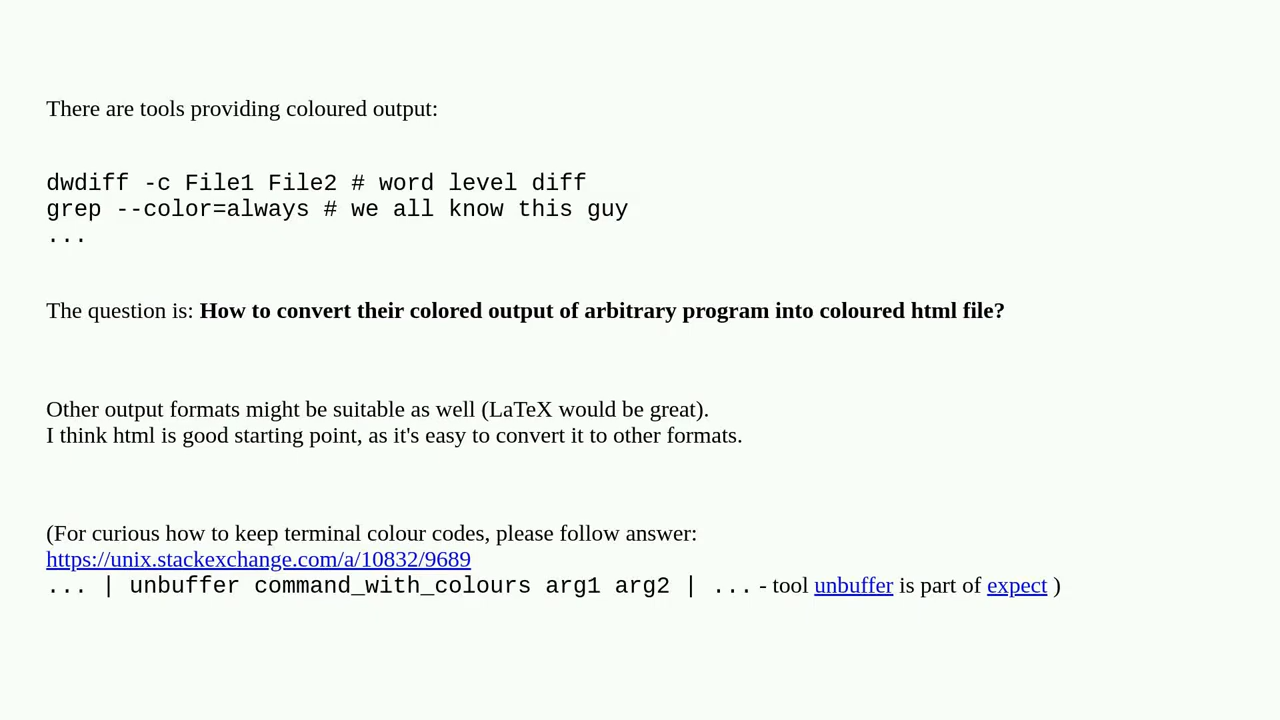 There are tools providing coloured output:
dwdiff -c File1 File2 # word level diff
grep --color=always # we all know this guy
...
The question is: How to convert their colored output of arbitrary program into coloured html file?
Other output formats might be suitable as well (LaTeX would be great).
I think html is good starting point, as it's easy to convert it to other formats.
(For curious how to keep terminal colour codes, please follow answer:
https://unix.stackexchange.com/a/10832/9689
... | unbuffer command_with_colours arg1 arg2 | ... - tool unbuffer is part of expect )